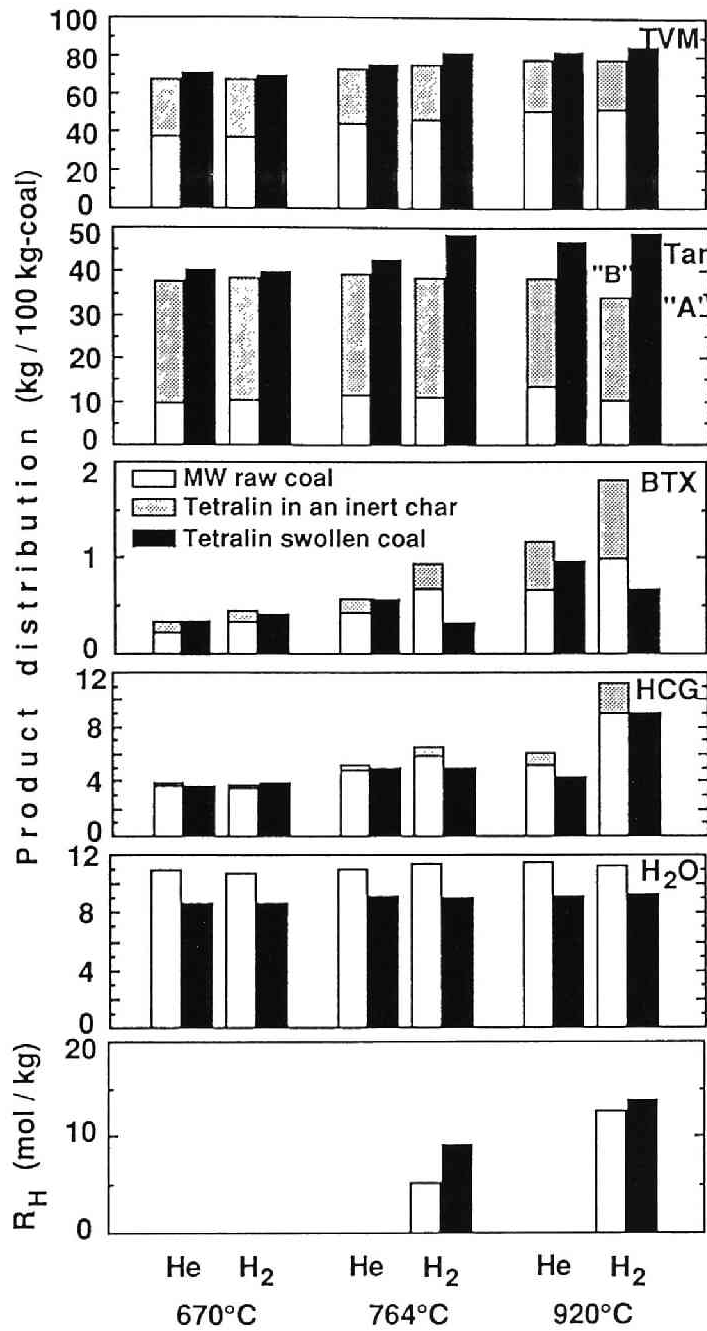 Product distribution (kg / 100 kg-coal)
100
80
60
40
20
0
TVM
50
40
30
20
10
0
Tar
"B"
"A"
2
1
0
BTX
MW raw coal
Tetralin in an inert char
Tetralin swollen coal
12
8
4
0
HCG
12
8
4
0
H₂O
R_H (mol / kg)
20
10
0
He H₂ He H₂ He H₂
670°C 764°C 920°C